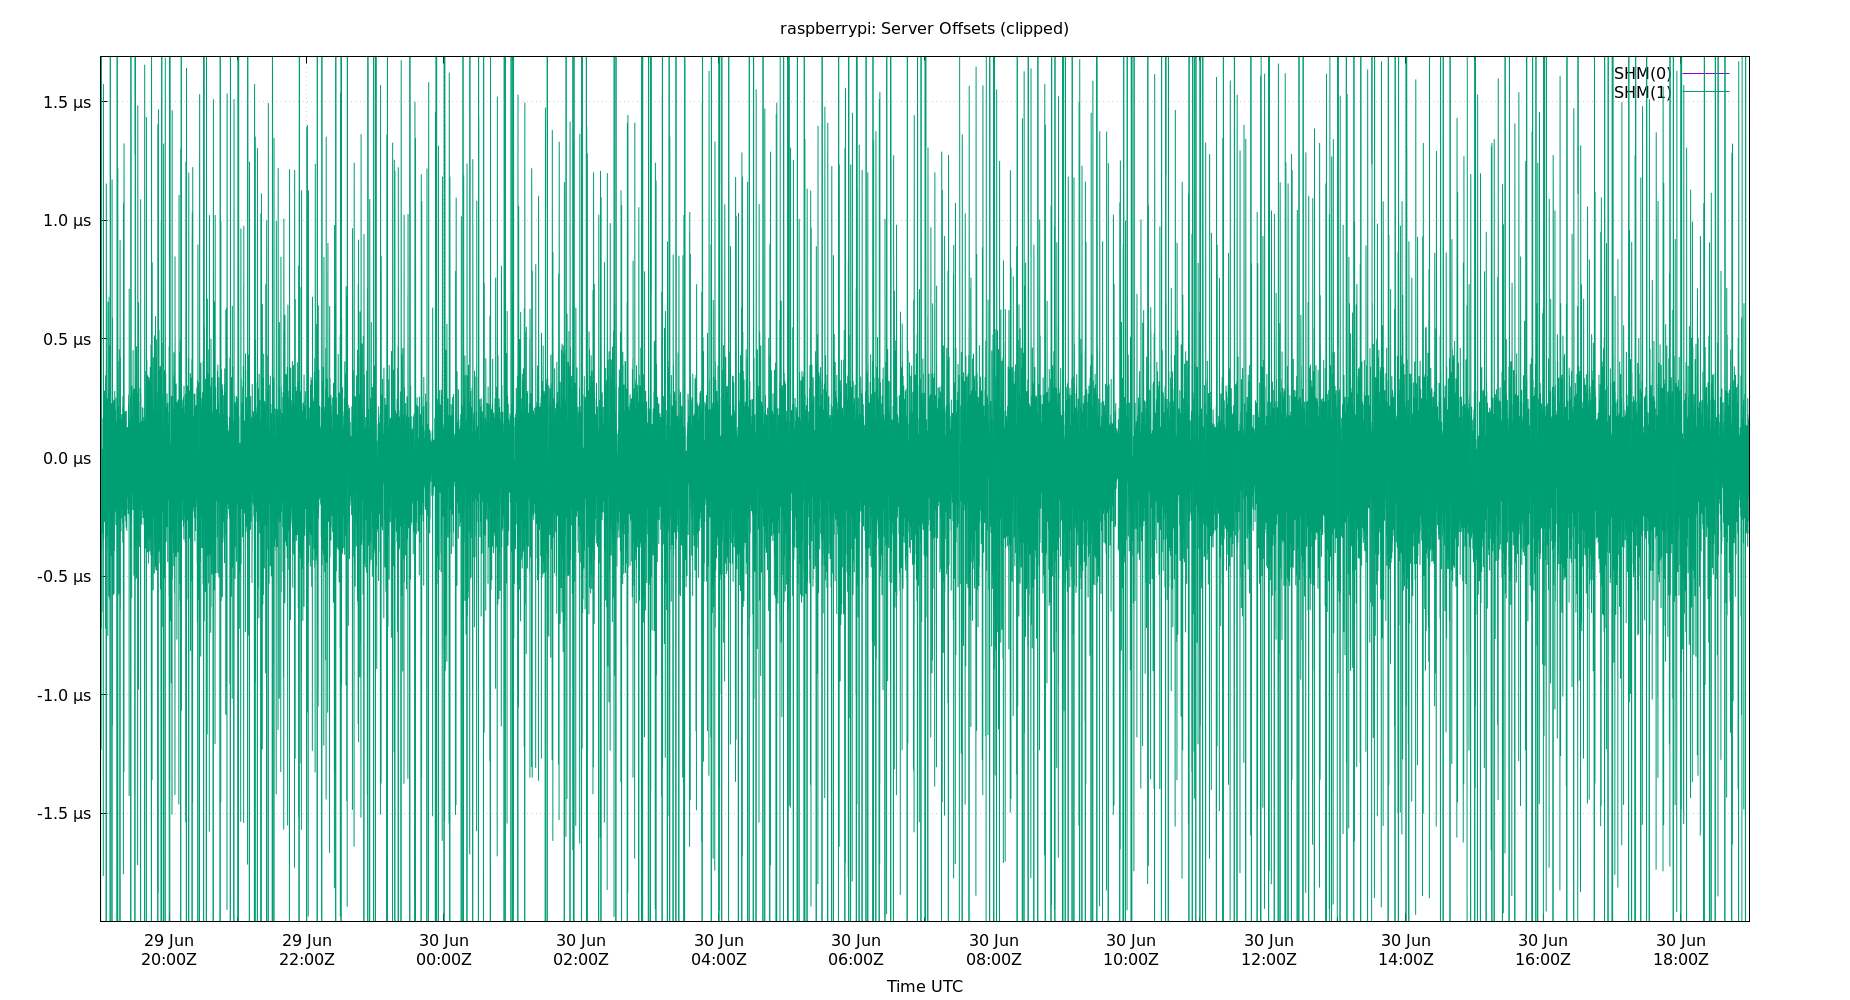 raspberrypi: Server Offsets (clipped)
SHM(0)
SHM(1)
1.5 µs
1.0 µs
0.5 µs
0.0 µs
-0.5 µs
-1.0 µs
-1.5 µs
29 Jun 29 Jun 30 Jun 30 Jun 30 Jun 30 Jun 30 Jun 30 Jun 30 Jun 30 Jun 30 Jun 30 Jun
20:00Z 22:00Z 00:00Z 02:00Z 04:00Z 06:00Z 08:00Z 10:00Z 12:00Z 14:00Z 16:00Z 18:00Z
Time UTC